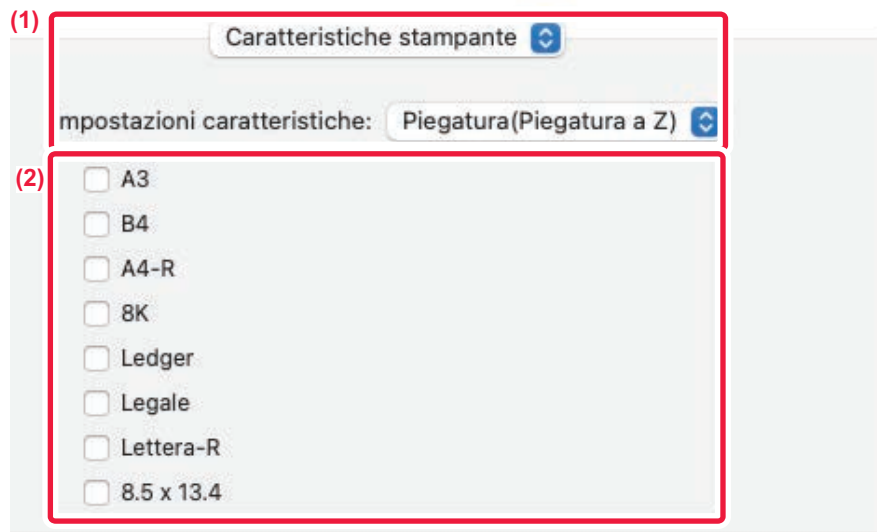 (1)
Caratteristiche stampante
mpostazioni caratteristiche: Piegatura(Piegatura a Z)
(2)
A3
B4
A4-R
8K
Ledger
Legale
Lettera-R
8.5 x 13.4